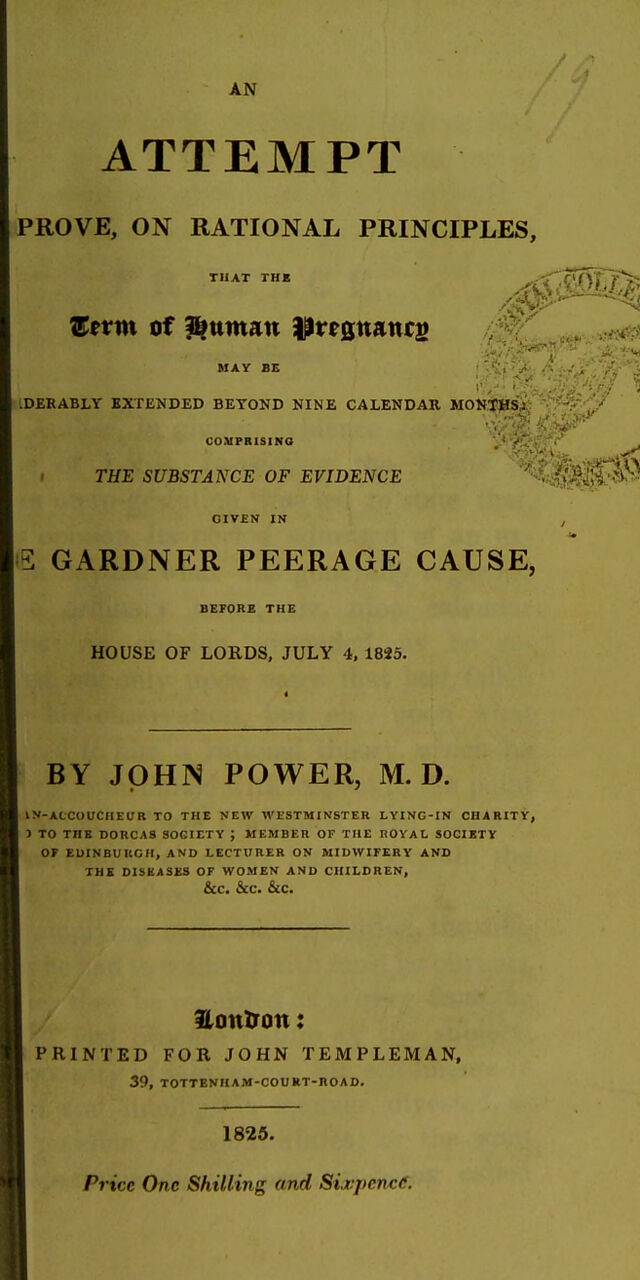 19
AN
ATTEMPT
PROVE, ON RATIONAL PRINCIPLES,
THAT THE
Term of Human Pregnancy
MAY BE
.DERABLY EXTENDED BEYOND NINE CALENDAR MONTHS;
COMPRISING
THE SUBSTANCE OF EVIDENCE
GIVEN IN
E GARDNER PEERAGE CAUSE,
BEFORE THE
HOUSE OF LORDS, JULY 4, 1825.
BY JOHN POWER, M. D.
N-ACCOUCHEUR TO THE NEW WESTMINSTER LYING-IN CHARITY,
TO THE DORCAS SOCIETY ; MEMBER OF THE ROYAL SOCIETY
OF EDINBURGH, AND LECTURER ON MIDWIFERY AND
THE DISEASES OF WOMEN AND CHILDREN,
&c. &c. &c.
London:
PRINTED FOR JOHN TEMPLEMAN,
39, TOTTENHAM-COURT-ROAD.
1825.
Price One Shilling and Sixpence.